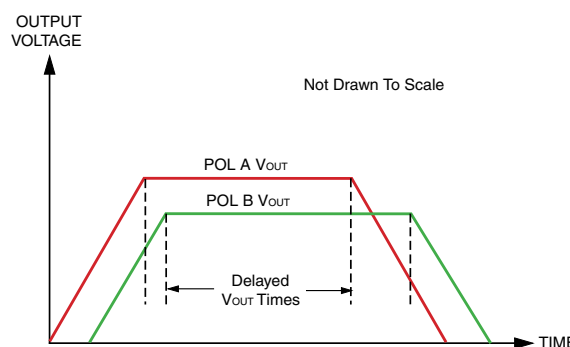 OUTPUT
VOLTAGE
Not Drawn To Scale
POL A VOUT
POL B VOUT
Delayed
VOUT Times
TIME